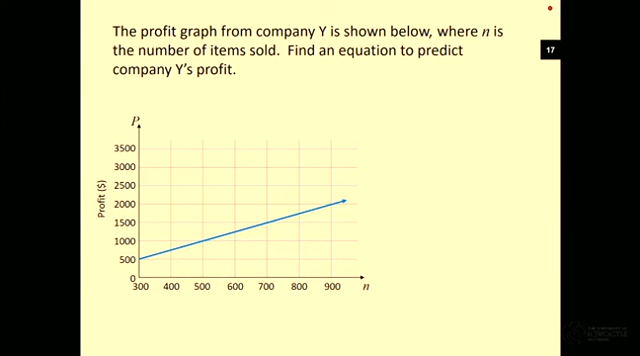 The profit graph from company Y is shown below, where n is
the number of items sold. Find an equation to predict
company Y's profit.
17
P
Profit ($)
3500
3000
2500
2000
1500
1000
500
0
300 400 500 600 700 800 900 n